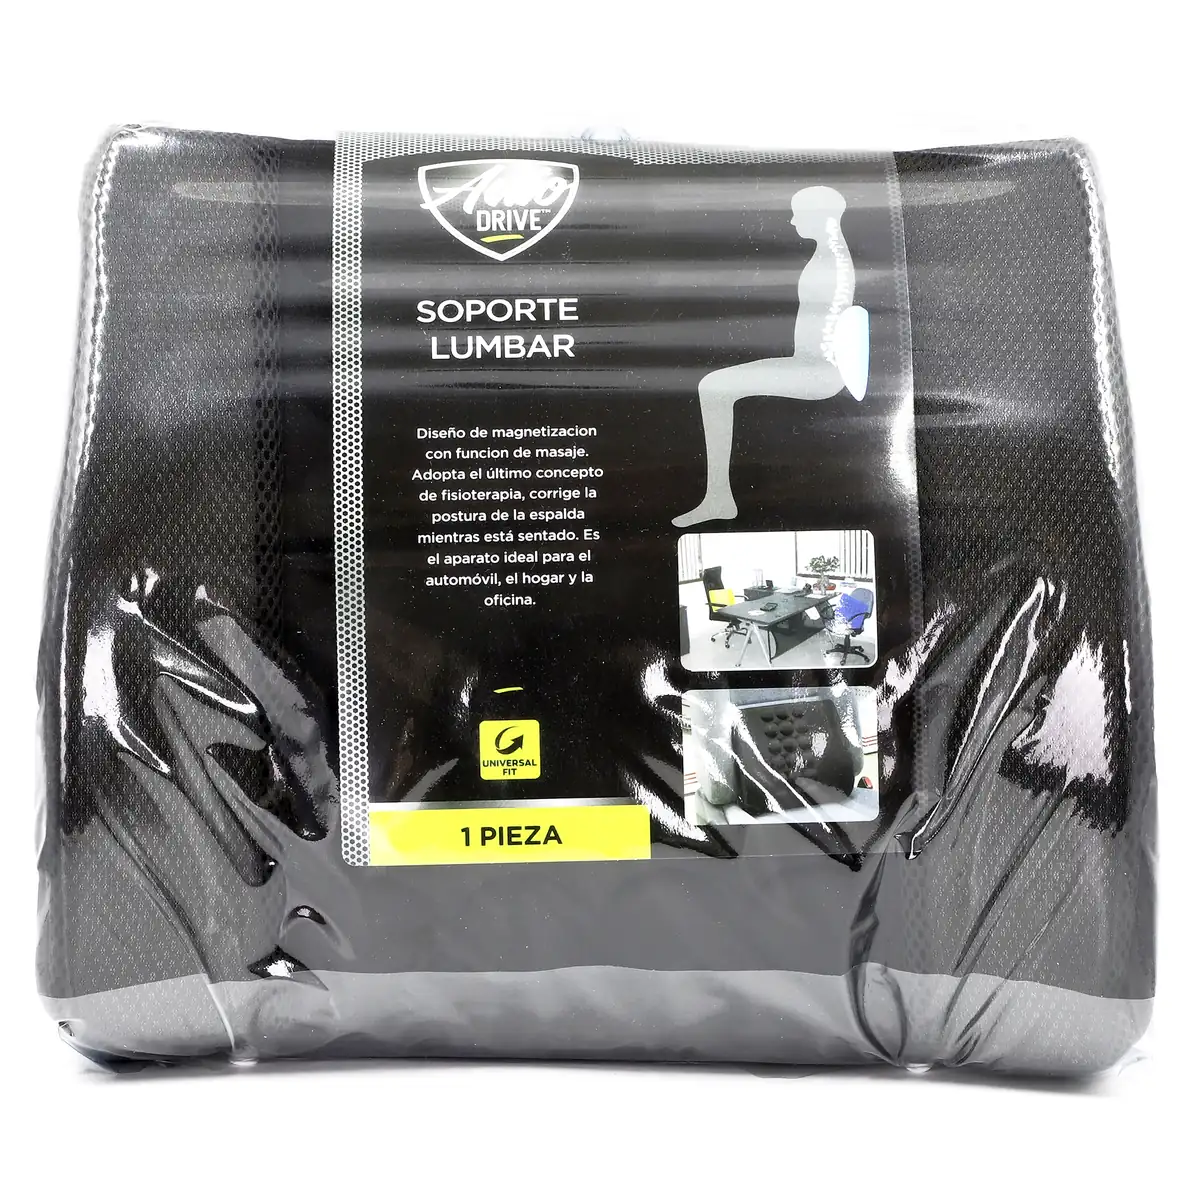 Auto
DRIVE™
SOPORTE
LUMBAR
Diseño de magnetizacion
con funcion de masaje.
Adopta el último concepto
de fisioterapia, corrige la
postura de la espalda
mientras está sentado. Es
el aparato ideal para el
automóvil, el hogar y la
oficina.
UNIVERSAL
FIT
1 PIEZA